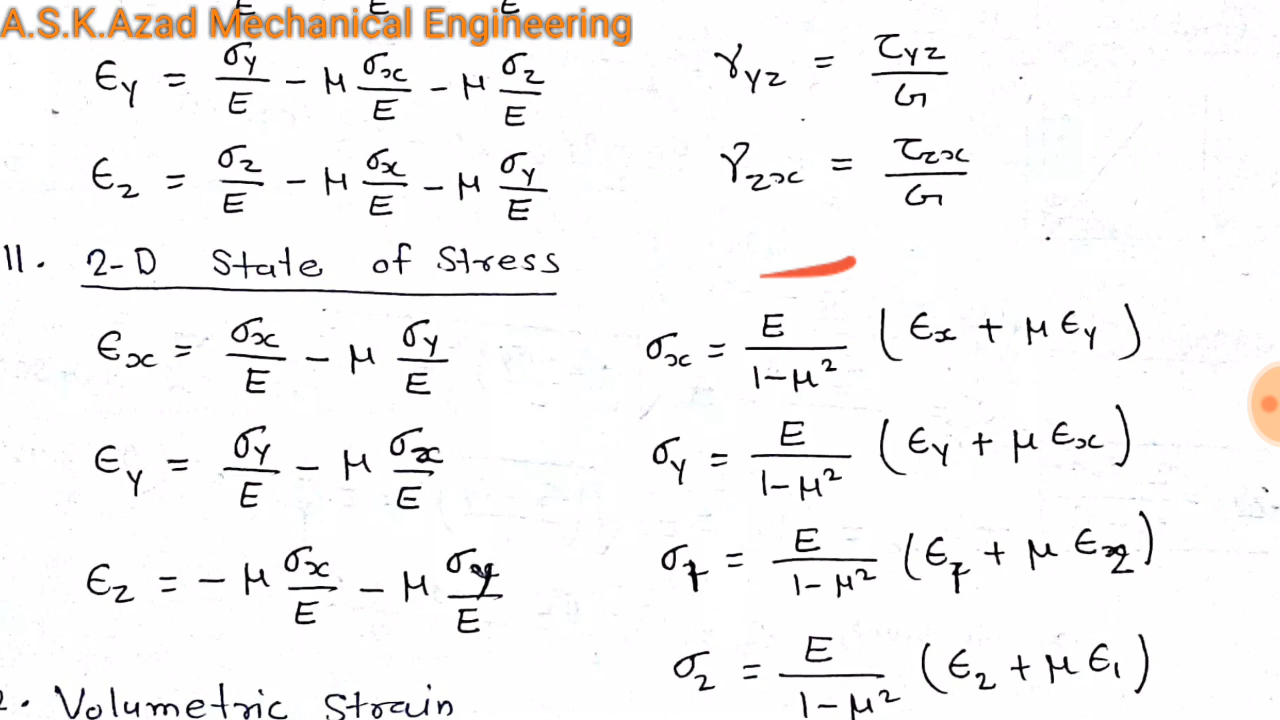 A.S.K.Azad Mechanical Engineering
E E E
ϵy = σy/E − μ σx/E − μ σz/E
γyz = τyz/G
ϵz = σz/E − μ σx/E − μ σy/E
γzx = τzx/G
11. 2-D State of Stress
ϵx = σx/E − μ σy/E
σx = E/1−μ² (ϵx + μ ϵy)
ϵy = σy/E − μ σx/E
σy = E/1−μ² (ϵy + μ ϵx)
ϵz = − μ σx/E − μ σy/E
σ1 = E/1−μ² (ϵ1 + μ ϵ2)
σ2 = E/1−μ² (ϵ2 + μ ϵ1)
. Volumetric Strain